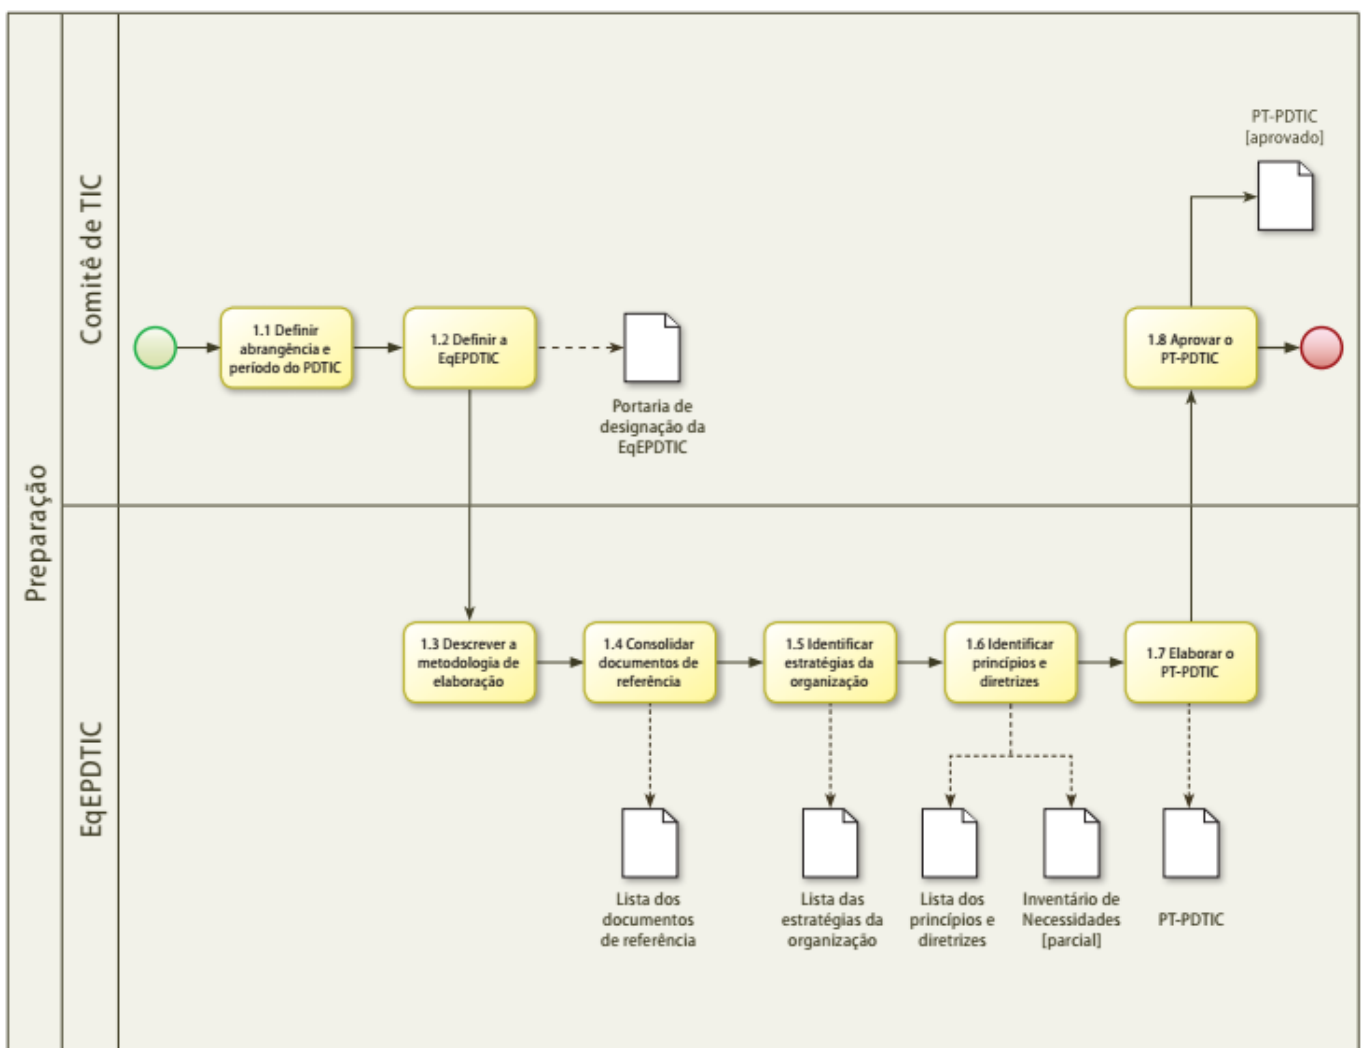 Preparação
Comitê de TIC
PT-PDTIC
[aprovado]
1.1 Definir
abrangência e
período do PDTIC
1.2 Definir a
EqEPDTIC
Portaria de
designação da
EqEPDTIC
1.8 Aprovar o
PT-PDTIC
EqEPDTIC
1.3 Descrever a
metodologia de
elaboração
1.4 Consolidar
documentos de
referência
1.5 Identificar
estratégias da
organização
1.6 Identificar
princípios e
diretrizes
1.7 Elaborar o
PT-PDTIC
Lista dos
documentos
de referência
Lista das
estratégias da
organização
Lista dos
princípios e
diretrizes
Inventário de
Necessidades
[parcial]
PT-PDTIC